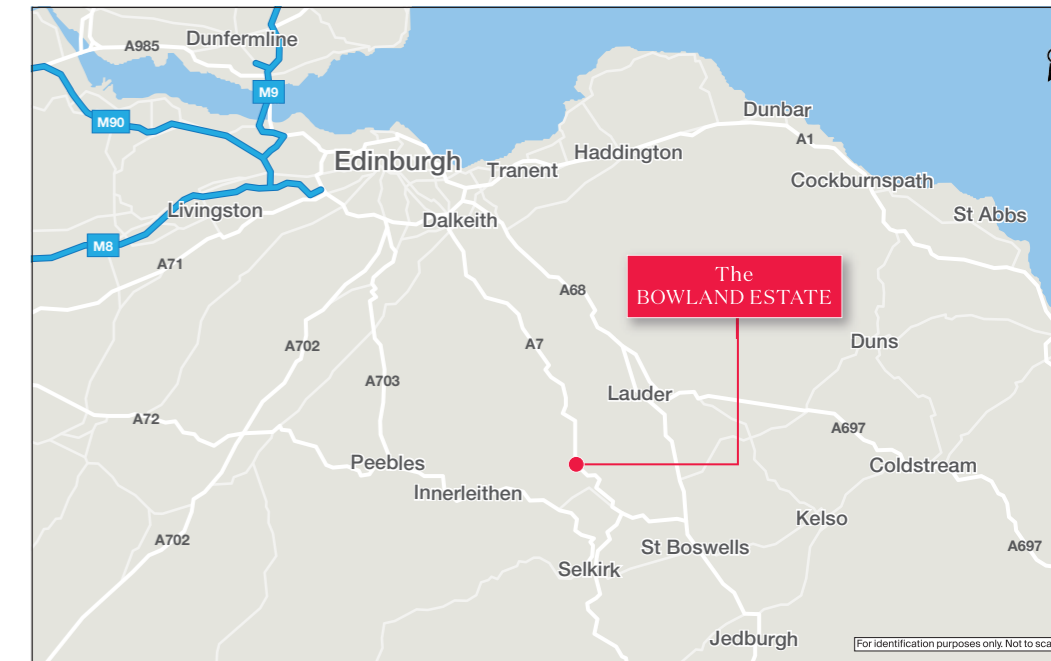 Dunfermline
A985
M9
M90
Edinburgh
Tranent
Haddington
Dunbar
A1
Cockburnspath
St Abbs
Livingston
Dalkeith
M8
A71
A68
The
BOWLAND ESTATE
A702
A7
Duns
A703
Lauder
A72
A697
Peebles
Coldstream
Innerleithen
Kelso
A702
St Boswells
A697
Selkirk
Jedburgh
For identification purposes only. Not to sca